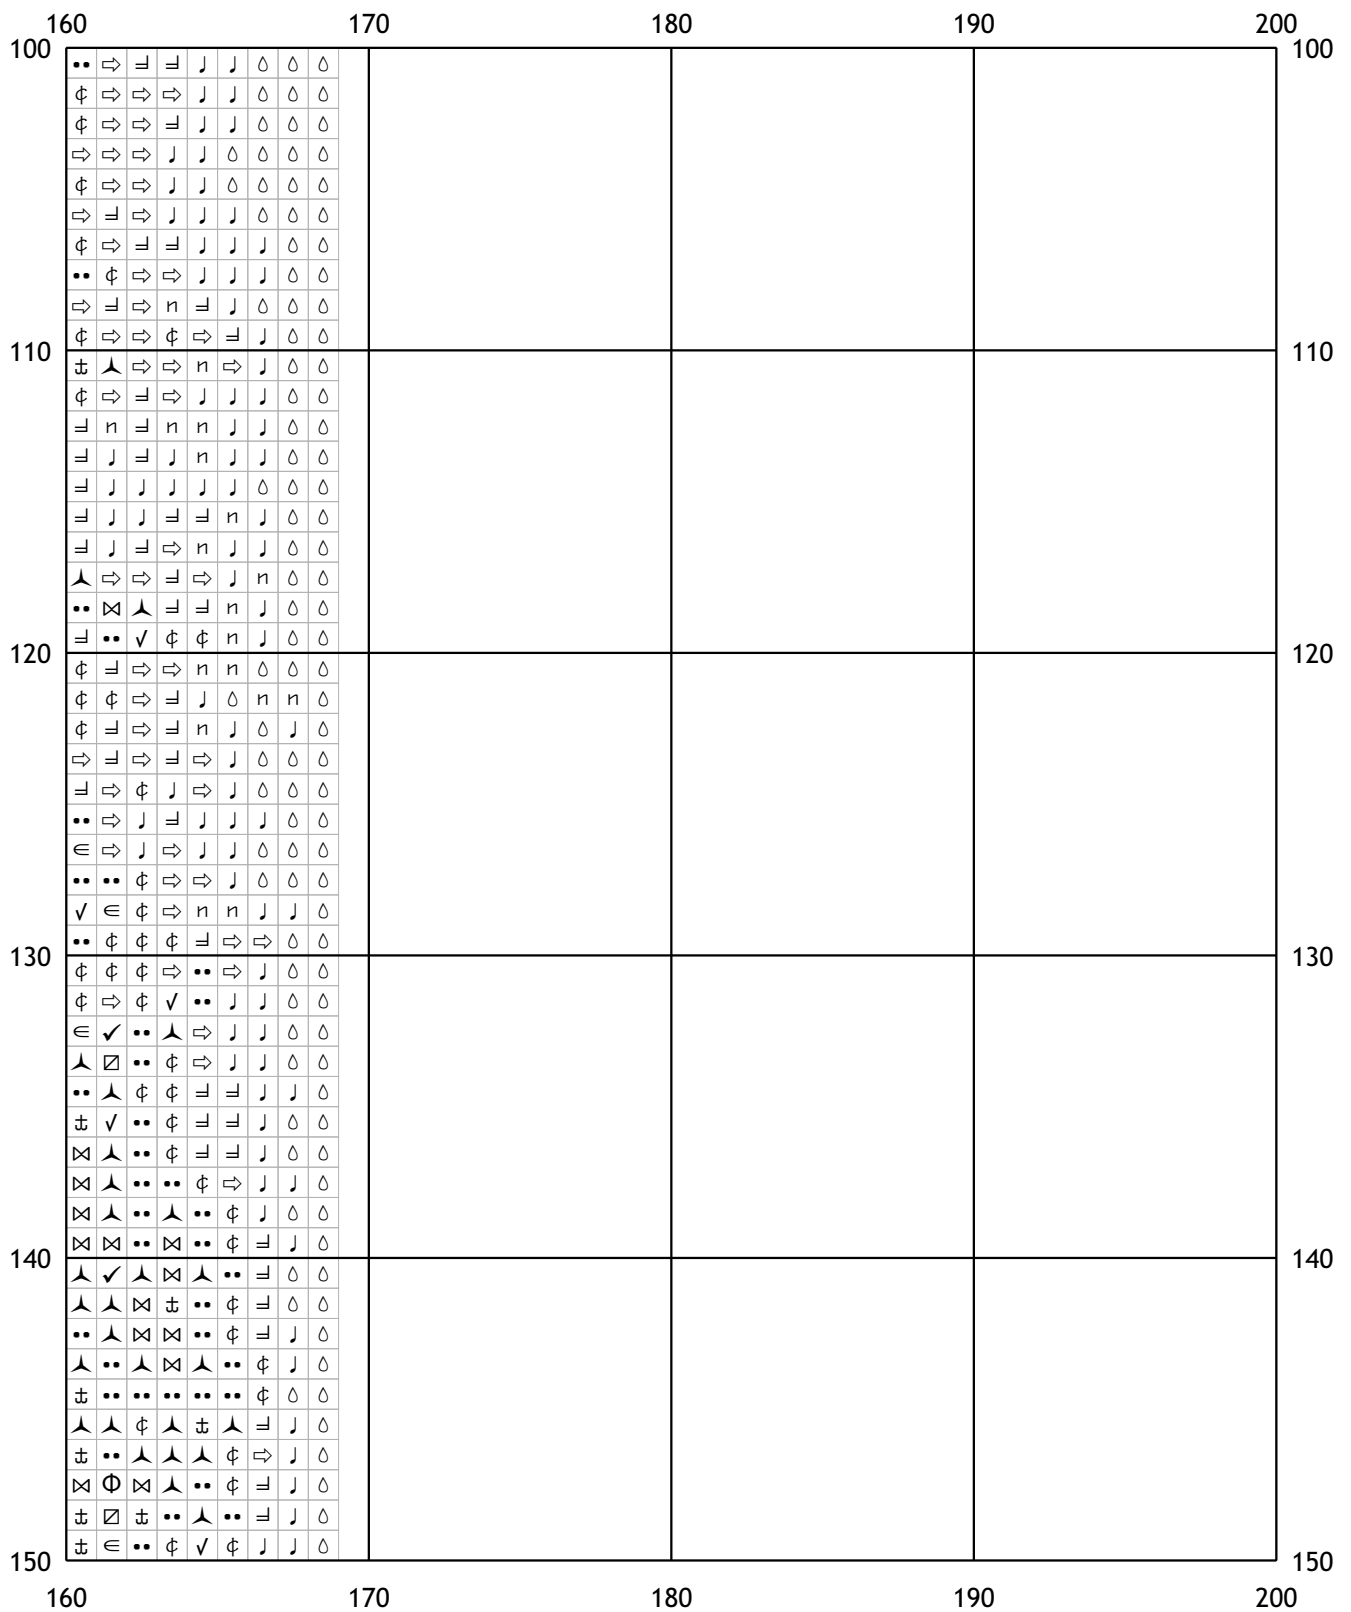 160 170 180 190 200
100 •• ⇨ ╛ ╛ ♩ ♩ 💧 💧 💧 100
¢ ⇨ ⇨ ⇨ ♩ ♩ 💧 💧 💧
¢ ⇨ ⇨ ╛ ♩ ♩ 💧 💧 💧
⇨ ⇨ ⇨ ♩ ♩ 💧 💧 💧 💧
¢ ⇨ ⇨ ♩ ♩ 💧 💧 💧 💧
⇨ ╛ ⇨ ♩ ♩ ♩ 💧 💧 💧
¢ ⇨ ╛ ╛ ♩ ♩ ♩ 💧 💧
•• ¢ ⇨ ⇨ ♩ ♩ ♩ 💧 💧
⇨ ╛ ⇨ n ╛ ♩ 💧 💧 💧
¢ ⇨ ⇨ ¢ ⇨ ╛ ♩ 💧 💧
110 ⚓ ⅄ ⇨ ⇨ n ⇨ ♩ 💧 💧 110
¢ ⇨ ╛ ⇨ ♩ ♩ ♩ 💧 💧
╛ n ╛ n n ♩ ♩ 💧 💧
╛ ♩ ╛ ♩ n ♩ ♩ 💧 💧
╛ ♩ ♩ ♩ ♩ ♩ 💧 💧 💧
╛ ♩ ♩ ╛ ╛ n ♩ 💧 💧
╛ ♩ ╛ ⇨ n ♩ ♩ 💧 💧
⅄ ⇨ ⇨ ╛ ⇨ ♩ n 💧 💧
•• ⋈ ⅄ ╛ ╛ n ♩ 💧 💧
╛ •• √ ¢ ¢ n ♩ 💧 💧
120 ¢ ╛ ⇨ ⇨ n n 💧 💧 💧 120
¢ ¢ ⇨ ╛ ♩ 💧 n n 💧
¢ ╛ ⇨ ╛ n ♩ 💧 ♩ 💧
⇨ ╛ ⇨ ╛ ⇨ ♩ 💧 💧 💧
╛ ⇨ ¢ ♩ ⇨ ♩ 💧 💧 💧
•• ⇨ ♩ ╛ ♩ ♩ ♩ 💧 💧
∈ ⇨ ♩ ⇨ ♩ ♩ 💧 💧 💧
•• •• ¢ ⇨ ⇨ ♩ 💧 💧 💧
√ ∈ ¢ ⇨ n n ♩ ♩ 💧
•• ¢ ¢ ¢ ╛ ⇨ ⇨ 💧 💧
130 ¢ ¢ ¢ ⇨ •• ⇨ ♩ 💧 💧 130
¢ ⇨ ¢ √ •• ♩ ♩ 💧 💧
∈ ✓ •• ⅄ ⇨ ♩ ♩ 💧 💧
⅄ ⍁ •• ¢ ⇨ ♩ ♩ 💧 💧
•• ⅄ ¢ ¢ ╛ ╛ ♩ ♩ 💧
⚓ √ •• ¢ ╛ ╛ ♩ 💧 💧
⋈ ⅄ •• ¢ ╛ ╛ ♩ 💧 💧
⋈ ⅄ •• •• ¢ ⇨ ♩ ♩ 💧
⋈ ⅄ •• ⅄ •• ¢ ♩ 💧 💧
⋈ ⋈ •• ⋈ •• ¢ ╛ ♩ 💧
140 ⅄ ✓ ⅄ ⋈ ⅄ •• ╛ 💧 💧 140
⅄ ⅄ ⋈ ⚓ •• ¢ ╛ 💧 💧
•• ⅄ ⋈ ⋈ •• ¢ ╛ ♩ 💧
⅄ •• ⅄ ⋈ ⅄ •• ¢ ♩ 💧
⚓ •• •• •• •• •• ¢ 💧 💧
⅄ ⅄ ¢ ⅄ ⚓ ⅄ ╛ ♩ 💧
⚓ •• ⅄ ⅄ ⅄ ¢ ⇨ ♩ 💧
⋈ Φ ⋈ ⅄ •• ¢ ╛ ♩ 💧
⚓ ⍁ ⚓ •• ⅄ •• ╛ ♩ 💧
⚓ ∈ •• ¢ √ ¢ ♩ ♩ 💧
150 150
160 170 180 190 200